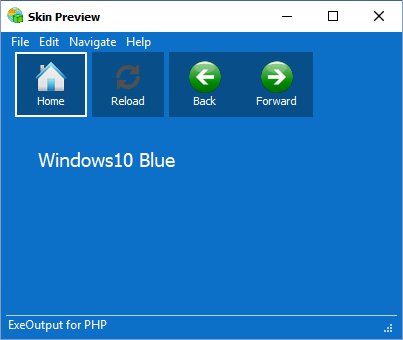 Skin Preview
File Edit Navigate Help
Home Reload Back Forward
Windows10 Blue
ExeOutput for PHP